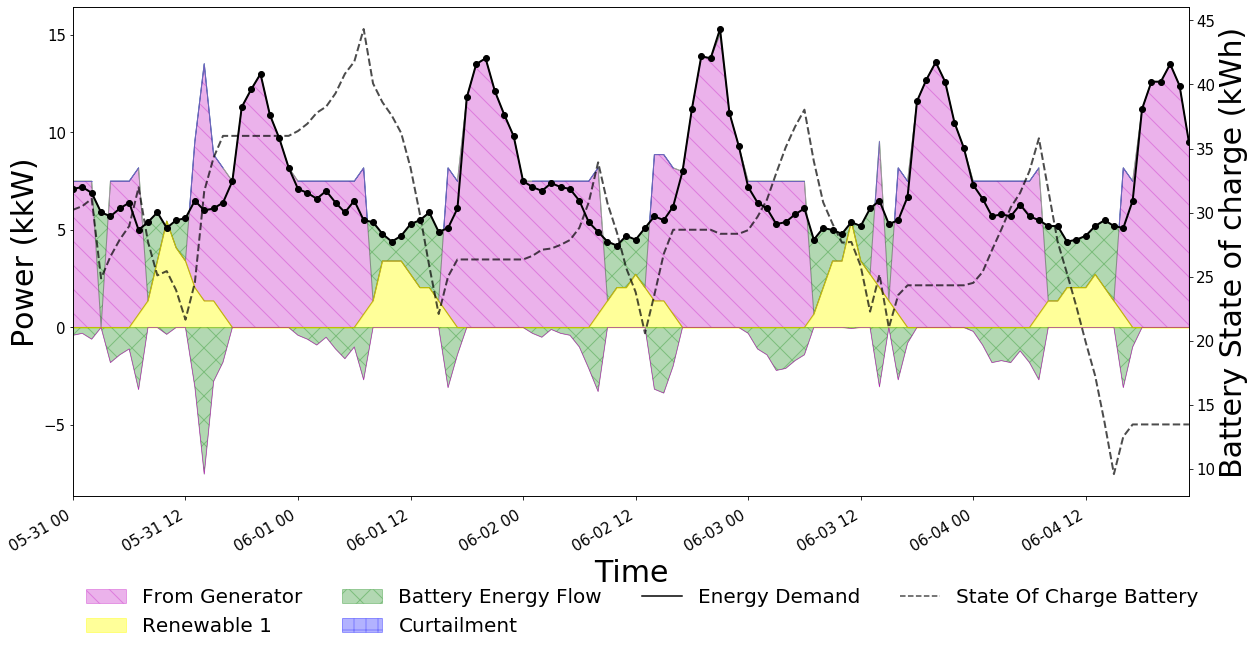 15
10
5
0
−5
Power (kkW)
45
40
35
30
25
20
15
10
Battery State of charge (kWh)
05-31 00
05-31 12
06-01 00
06-01 12
06-02 00
06-02 12
06-03 00
06-03 12
06-04 00
06-04 12
Time
From Generator
Battery Energy Flow
Energy Demand
State Of Charge Battery
Renewable 1
Curtailment